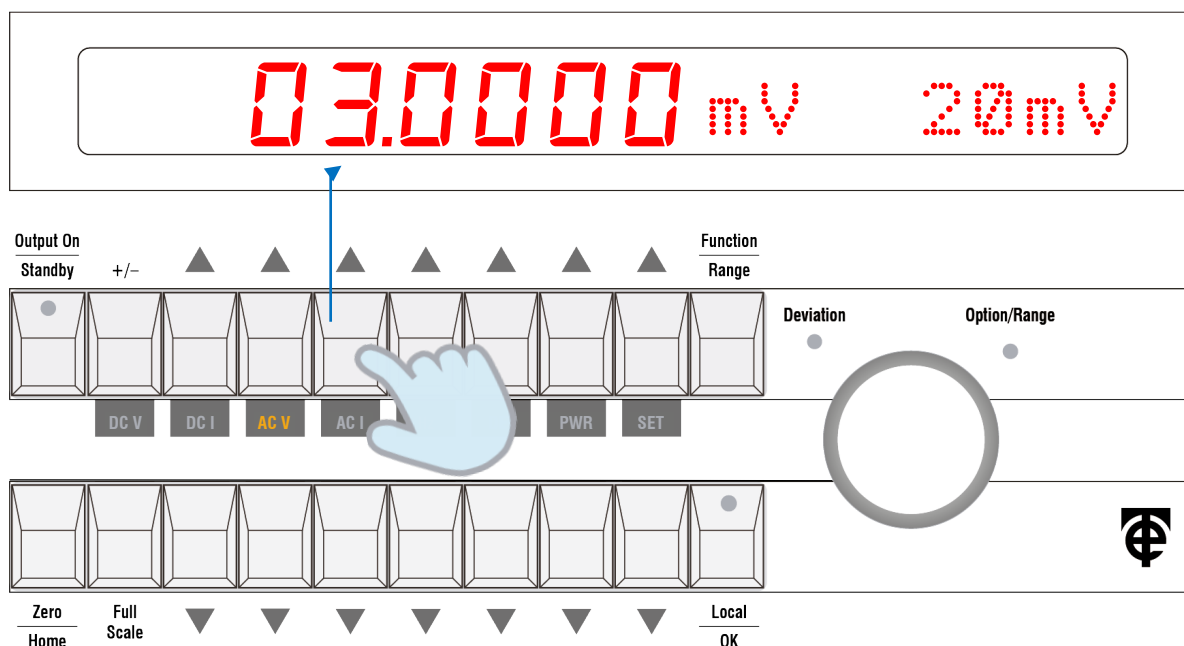 03.0000 mV 20mV
Output On
Standby
+/−
Function
Range
Deviation
Option/Range
DC V DC I AC V AC I PWR SET
Zero
Home
Full
Scale
Local
OK